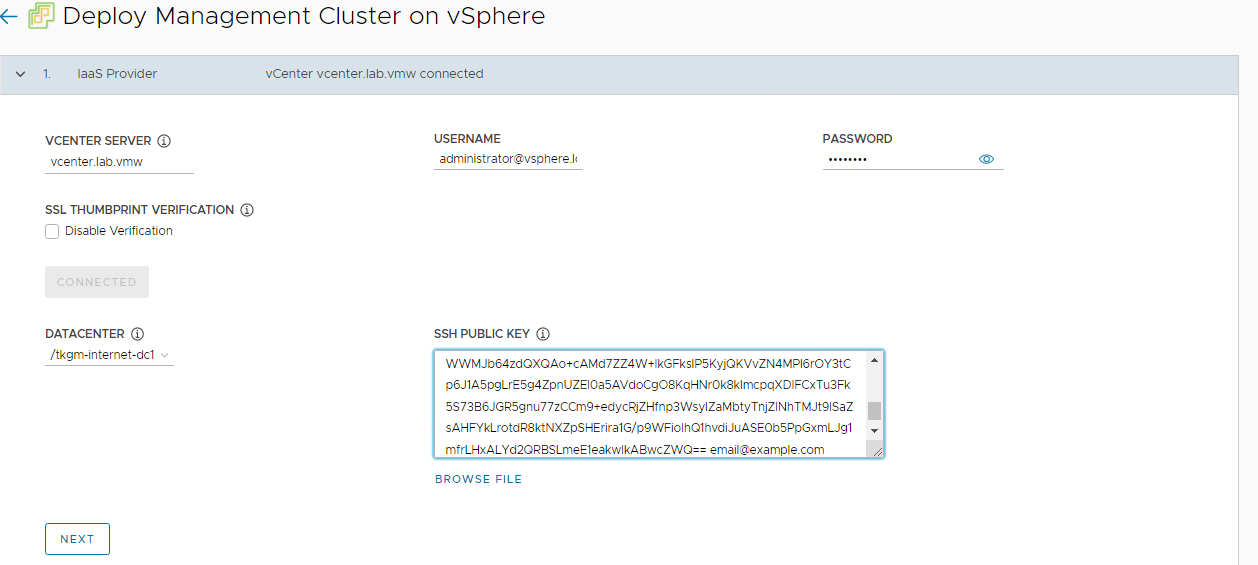 Deploy Management Cluster on vSphere
1. IaaS Provider vCenter vcenter.lab.vmw connected
VCENTER SERVER USERNAME PASSWORD
vcenter.lab.vmw administrator@vsphere.lo ••••••••
SSL THUMBPRINT VERIFICATION
Disable Verification
CONNECTED
DATACENTER SSH PUBLIC KEY
/tkgm-internet-dc1
WWMJb64zdQXQAo+cAMd7ZZ4W+lkGFkslP5KyjQKVvZN4MPl6rOY3tC
p6J1A5pgLrE5g4ZpnUZEl0a5AVdoCgO8KqHNr0k8klmcpqXDlFCxTu3Fk
5S73B6JGR5gnu77zCCm9+edycRjZHfnp3WsylZaMbtyTnjZlNhTMJt9lSaZ
sAHFYkLrotdR8ktNXZpSHErira1G/p9WFiolhQ1hvdiJuASE0b5PpGxmLJg1
mfrLHxALYd2QRBSLmeE1eakwlkABwcZWQ== email@example.com
BROWSE FILE
NEXT